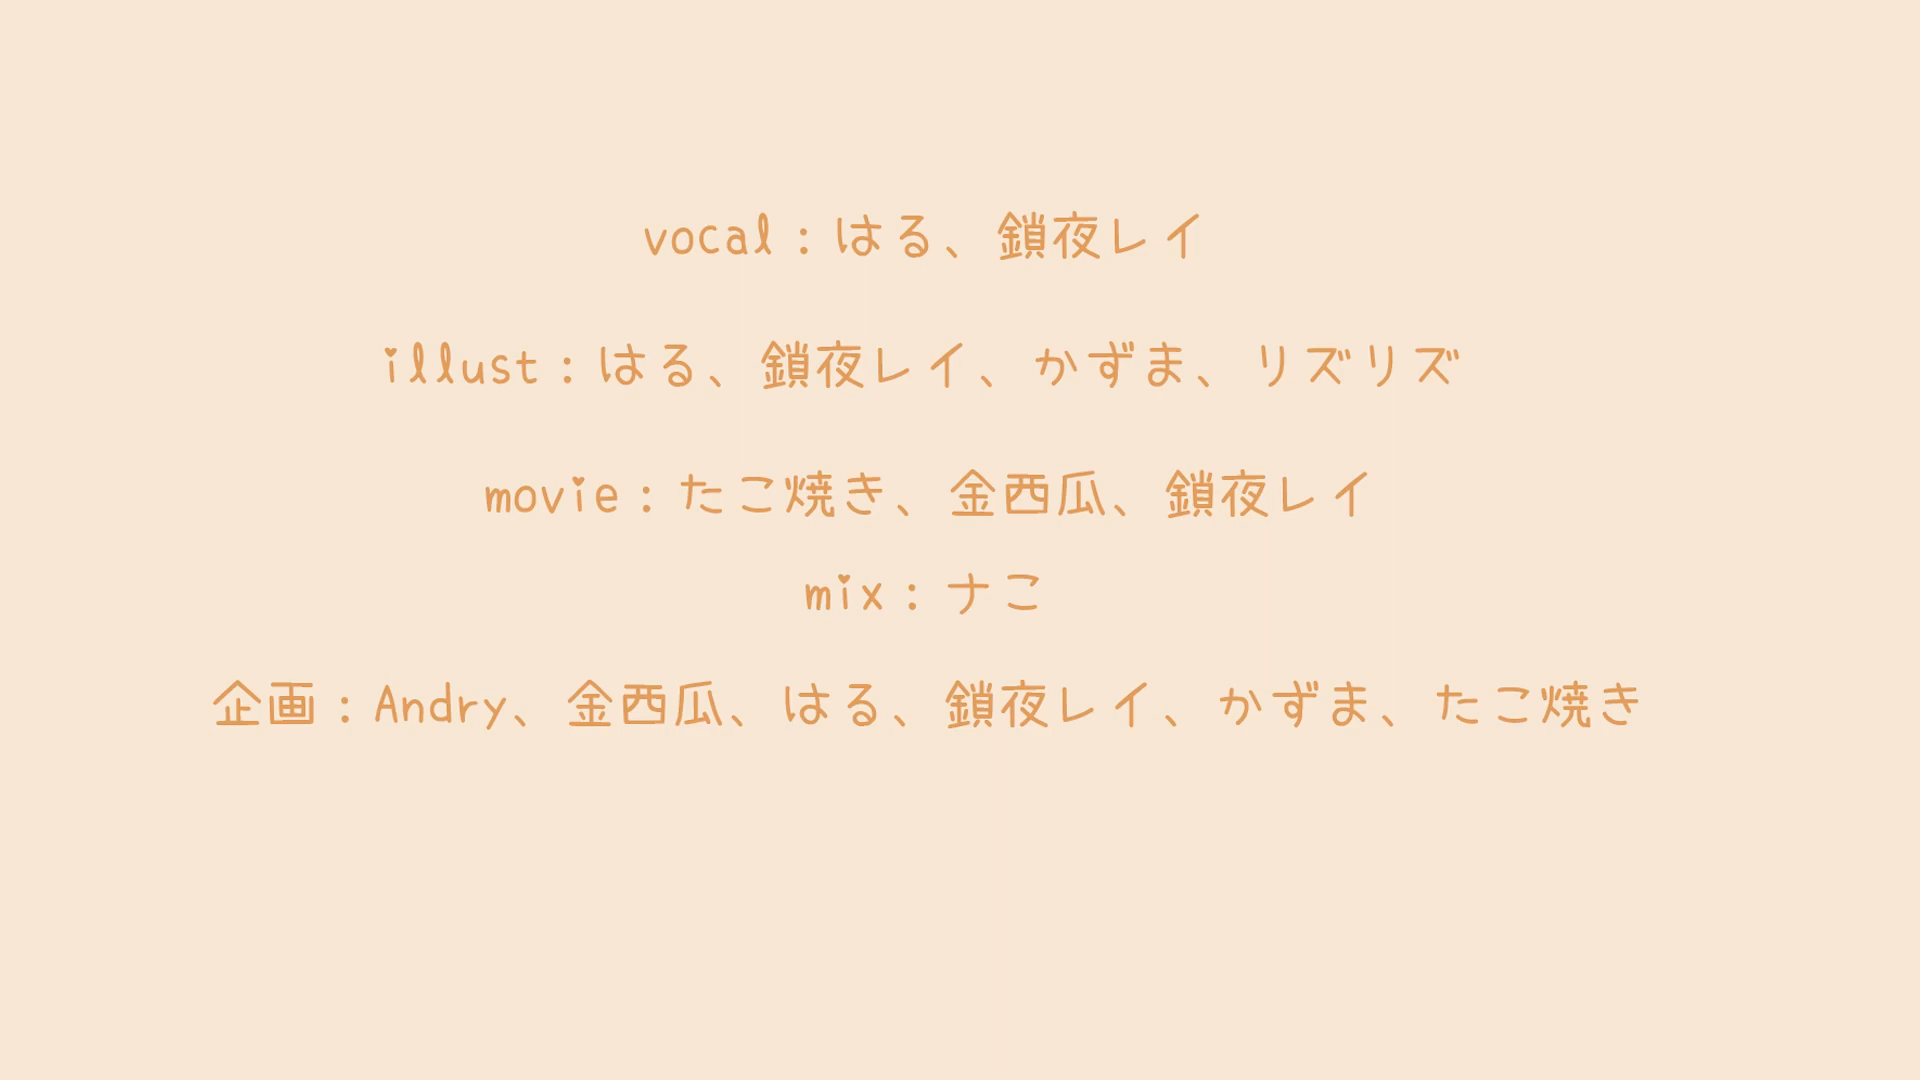 vocal：はる、鎖夜レイ
illust：はる、鎖夜レイ、かずま、リズリズ
movie：たこ焼き、金西瓜、鎖夜レイ
mix：ナこ
企画：Andry、金西瓜、はる、鎖夜レイ、かずま、たこ焼き